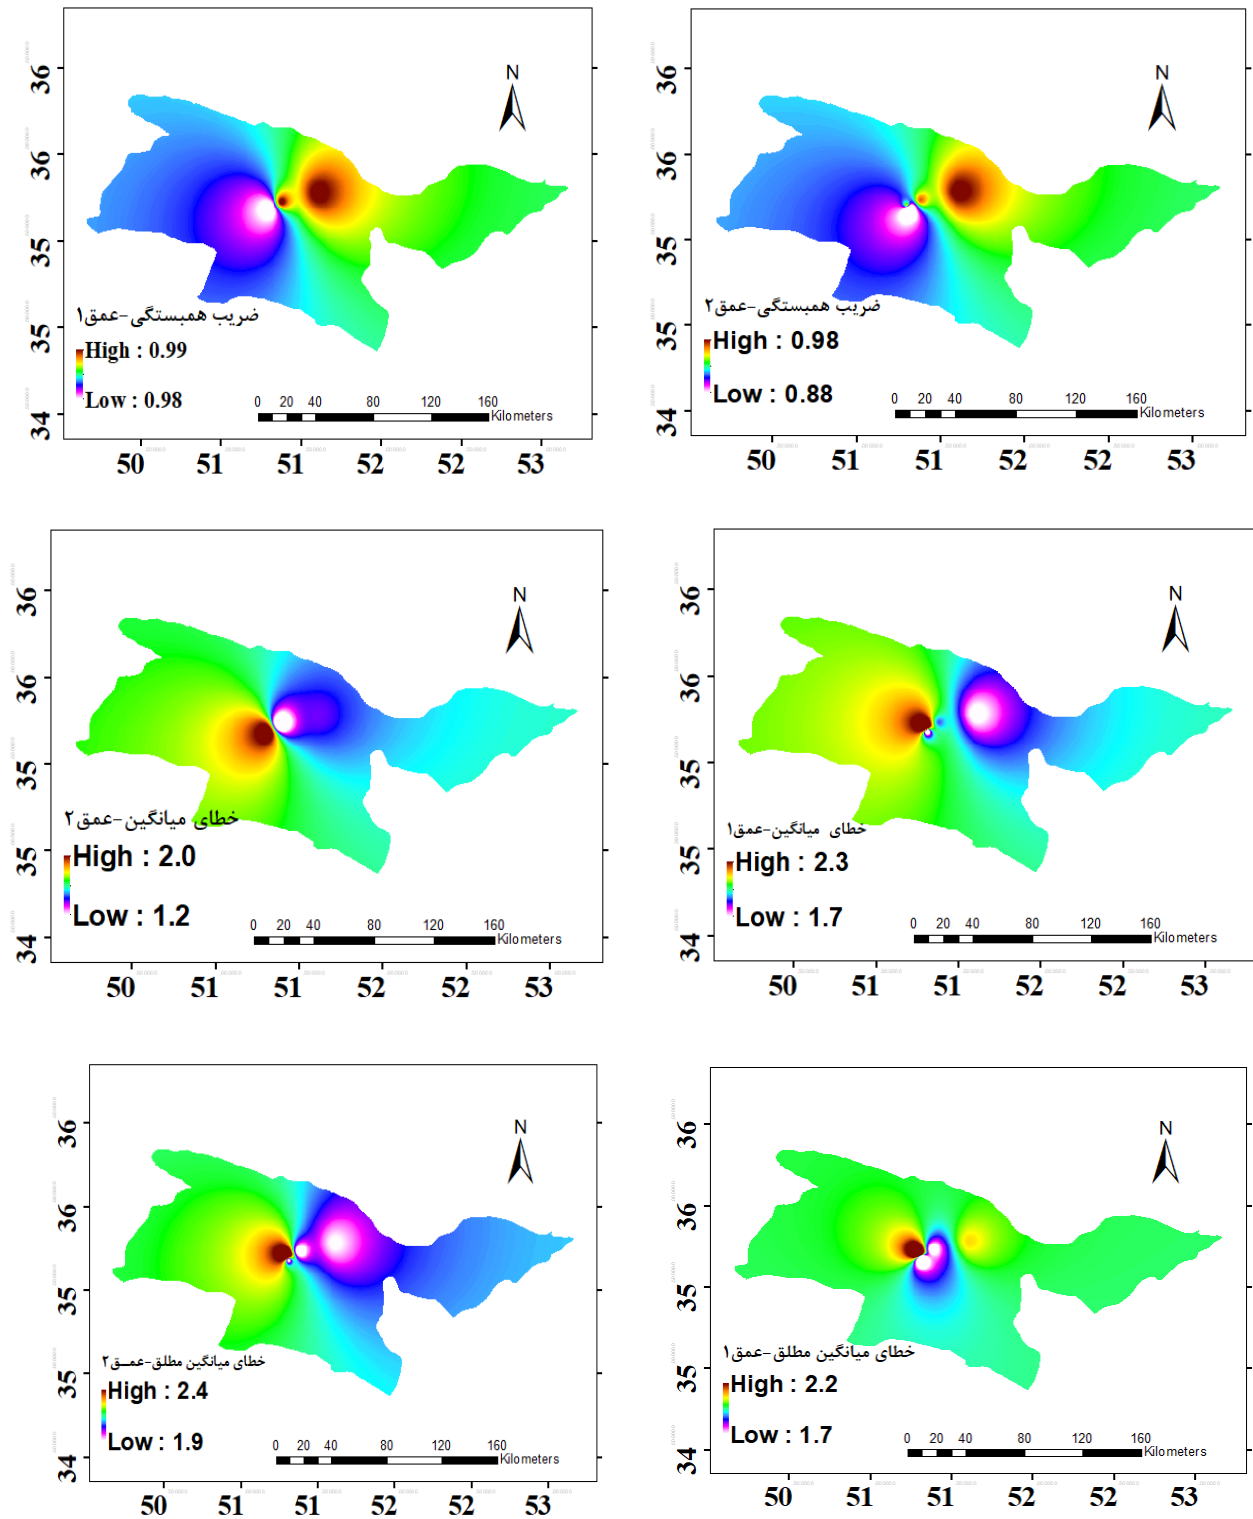 N
36
36
35
35
34
ضریب همبستگی-عمق۱
High : 0.99
Low : 0.98
0 20 40 80 120 160
Kilometers
50 51 51 52 52 53
N
36
36
35
35
34
ضریب همبستگی-عمق۲
High : 0.98
Low : 0.88
0 20 40 80 120 160
Kilometers
50 51 51 52 52 53
N
36
36
35
35
34
خطای میانگین-عمق۲
High : 2.0
Low : 1.2
0 20 40 80 120 160
Kilometers
50 51 51 52 52 53
N
36
36
35
35
34
خطای میانگین-عمق۱
High : 2.3
Low : 1.7
0 20 40 80 120 160
Kilometers
50 51 51 52 52 53
N
36
36
35
35
34
خطای میانگین مطلق-عمـق۲
High : 2.4
Low : 1.9
0 20 40 80 120 160
Kilometers
50 51 51 52 52 53
N
36
36
35
35
34
خطای میانگین مطلق-عمق۱
High : 2.2
Low : 1.7
0 20 40 80 120 160
Kilometers
50 51 51 52 52 53